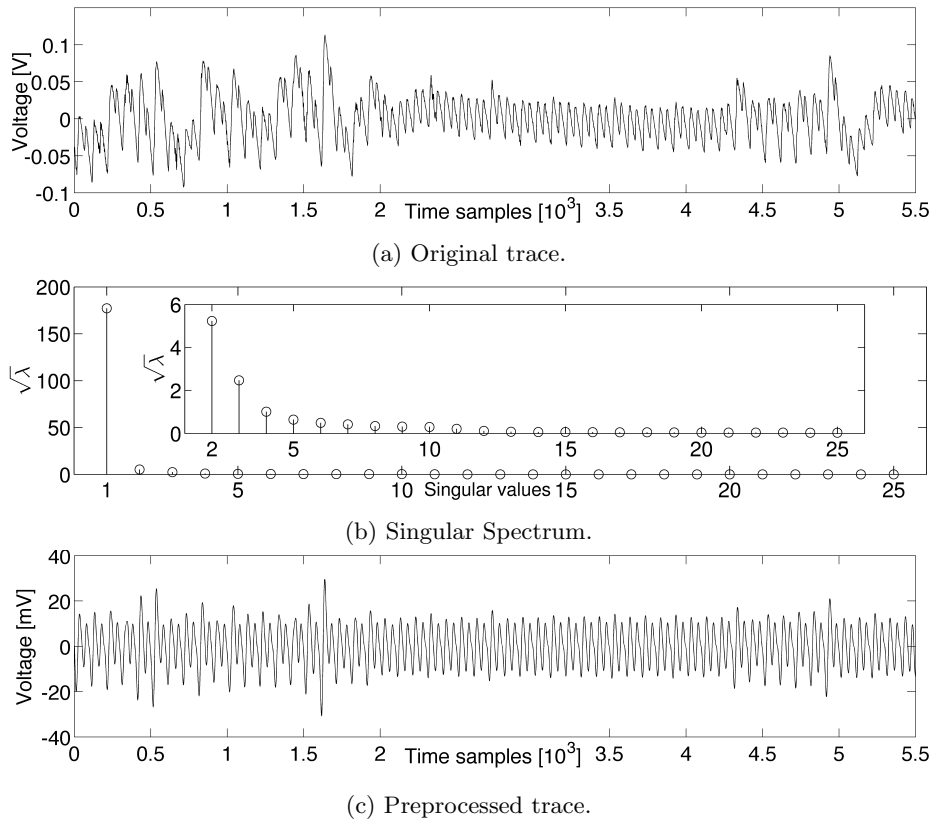 0.1
0.05
0
-0.05
-0.1
Voltage [V]
0 0.5 1 1.5 2 Time samples [10^3] 3.5 4 4.5 5 5.5
(a) Original trace.
200
150
100
50
0
√λ
6
4
2
0
√λ
2 5 10 15 20 25
1 5 10 Singular values 15 20 25
(b) Singular Spectrum.
40
20
0
-20
-40
Voltage [mV]
0 0.5 1 1.5 2 Time samples [10^3] 3.5 4 4.5 5 5.5
(c) Preprocessed trace.